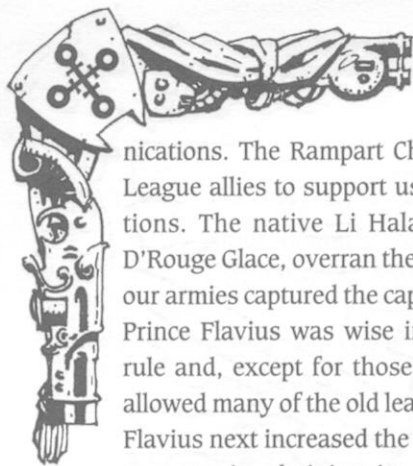 nications. The Rampart Ch
League allies to support us
tions. The native Li Hala
D'Rouge Glace, overran the
our armies captured the cap
Prince Flavius was wise in
rule and, except for those
allowed many of the old lea
Flavius next increased the